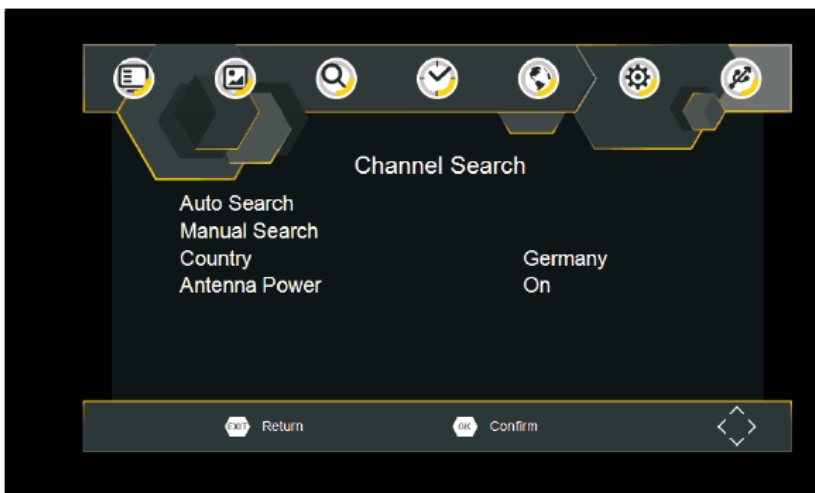 Channel Search
Auto Search
Manual Search
Country Germany
Antenna Power On
EXIT Return OK Confirm